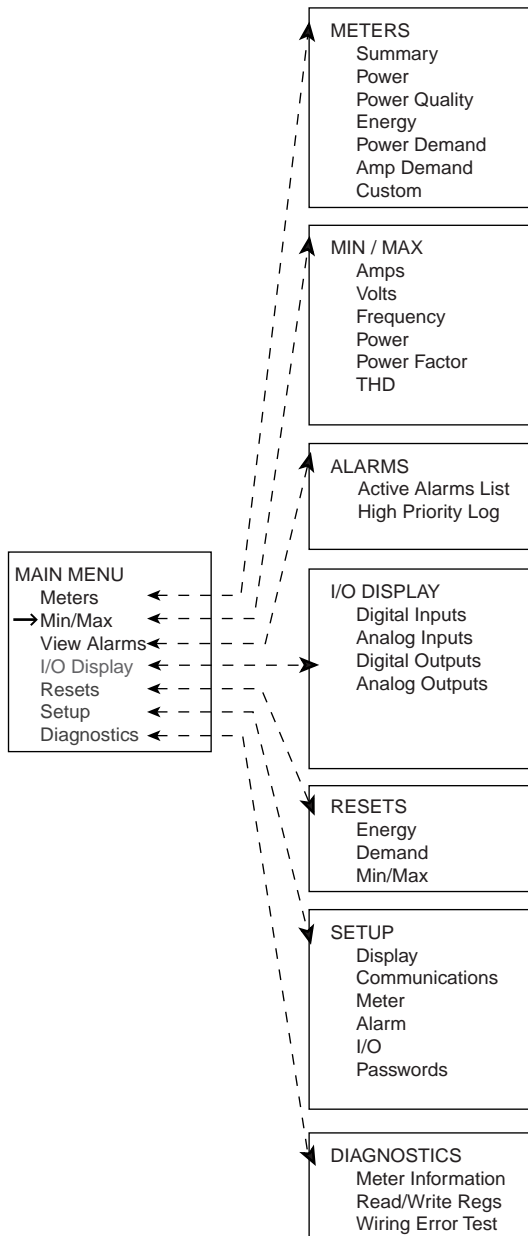 METERS
Summary
Power
Power Quality
Energy
Power Demand
Amp Demand
Custom
MIN / MAX
Amps
Volts
Frequency
Power
Power Factor
THD
ALARMS
Active Alarms List
High Priority Log
MAIN MENU
Meters
Min/Max
View Alarms
I/O Display
Resets
Setup
Diagnostics
I/O DISPLAY
Digital Inputs
Analog Inputs
Digital Outputs
Analog Outputs
RESETS
Energy
Demand
Min/Max
SETUP
Display
Communications
Meter
Alarm
I/O
Passwords
DIAGNOSTICS
Meter Information
Read/Write Regs
Wiring Error Test